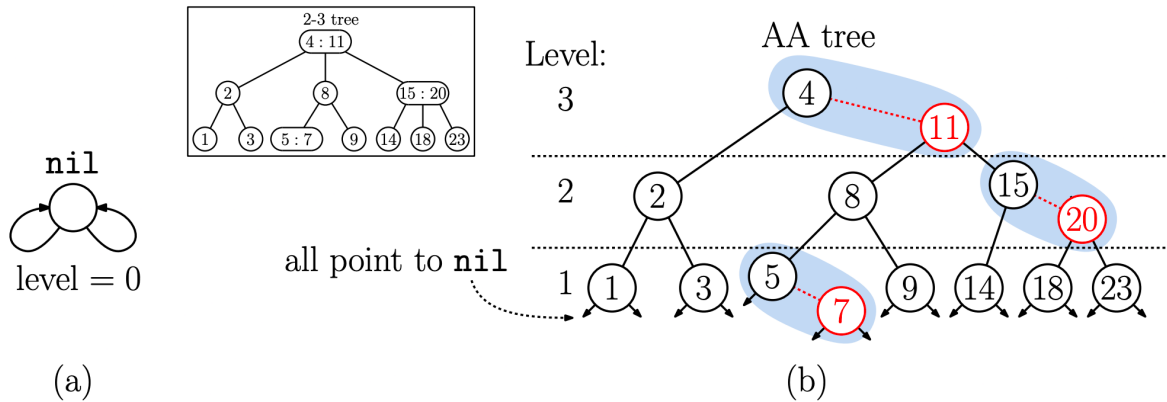 2-3 tree
4 : 11
2 8 15 : 20
1 3 5 : 7 9 14 18 23
nil
level = 0
(a)
AA tree
Level:
3 4 11
2 2 8 15 20
all point to nil
1 1 3 5 7 9 14 18 23
(b)